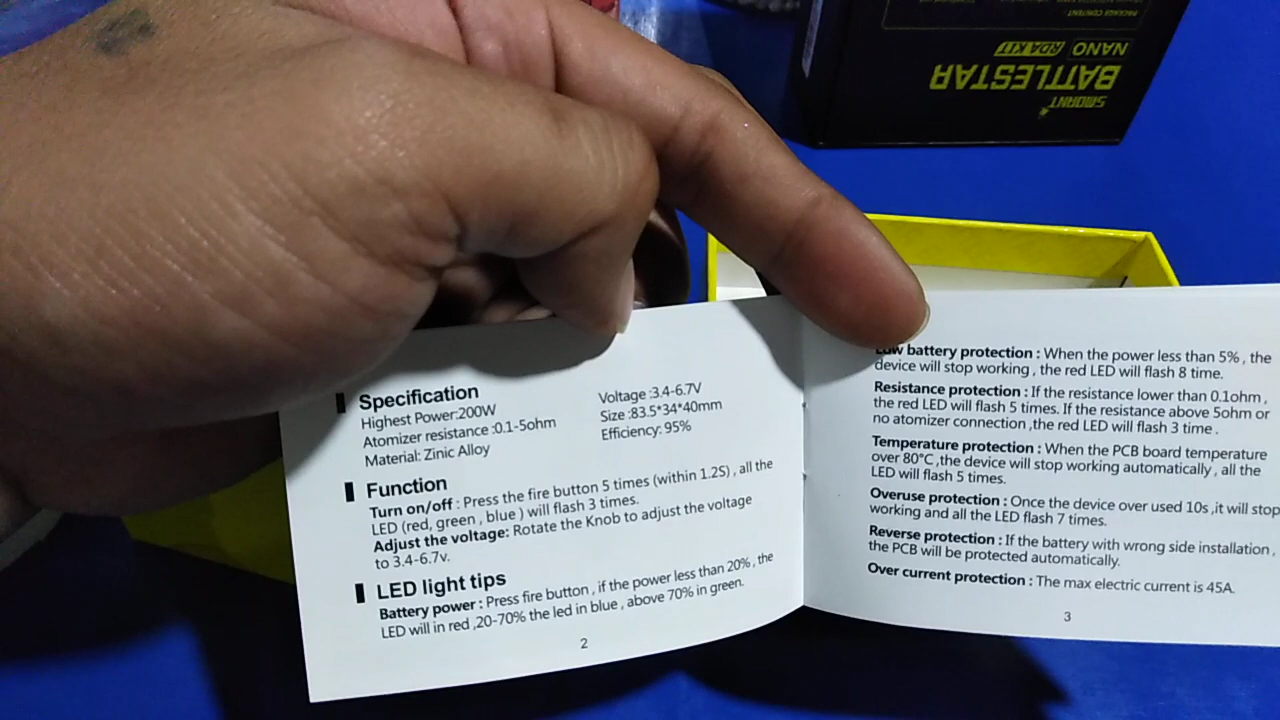 SMOANT
BATTLESTAR
NANO RDA KIT
PACKAGE CONTENT:
Specification
Highest Power:200W
Atomizer resistance :0.1-5ohm
Material: Zinic Alloy
Voltage :3.4-6.7V
Size :83.5*34*40mm
Efficiency: 95%
Function
Turn on/off : Press the fire button 5 times (within 1.2S) , all the
LED (red, green , blue ) will flash 3 times.
Adjust the voltage: Rotate the Knob to adjust the voltage
to 3.4-6.7v.
LED light tips
Battery power : Press fire button , if the power less than 20% , the
LED will in red ,20-70% the led in blue , above 70% in green.
2
Low battery protection : When the power less than 5% , the
device will stop working , the red LED will flash 8 time.
Resistance protection : If the resistance lower than 0.1ohm ,
the red LED will flash 5 times. If the resistance above 5ohm or
no atomizer connection ,the red LED will flash 3 time .
Temperature protection : When the PCB board temperature
over 80°C ,the device will stop working automatically , all the
LED will flash 5 times.
Overuse protection : Once the device over used 10s ,it will stop
working and all the LED flash 7 times.
Reverse protection : If the battery with wrong side installation ,
the PCB will be protected automatically.
Over current protection : The max electric current is 45A.
3